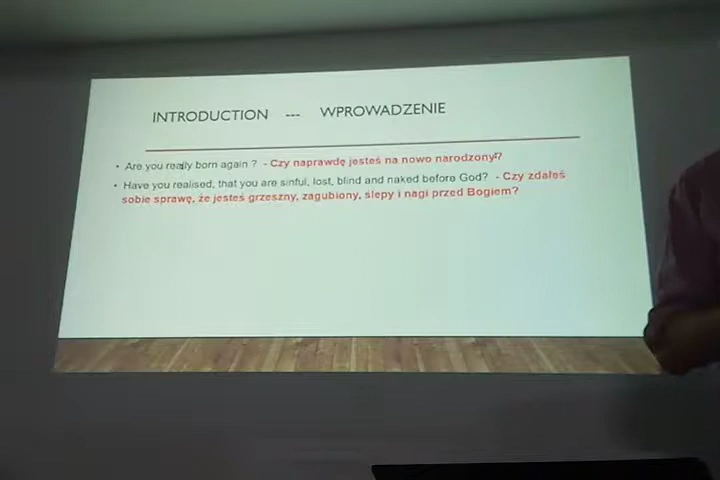 INTRODUCTION --- WPROWADZENIE
• Are you really born again ? - Czy naprawdę jesteś na nowo narodzony?
• Have you realised, that you are sinful, lost, blind and naked before God? - Czy zdałeś
sobie sprawę, że jesteś grzeszny, zagubiony, slepy i nagi przed Bogiem?